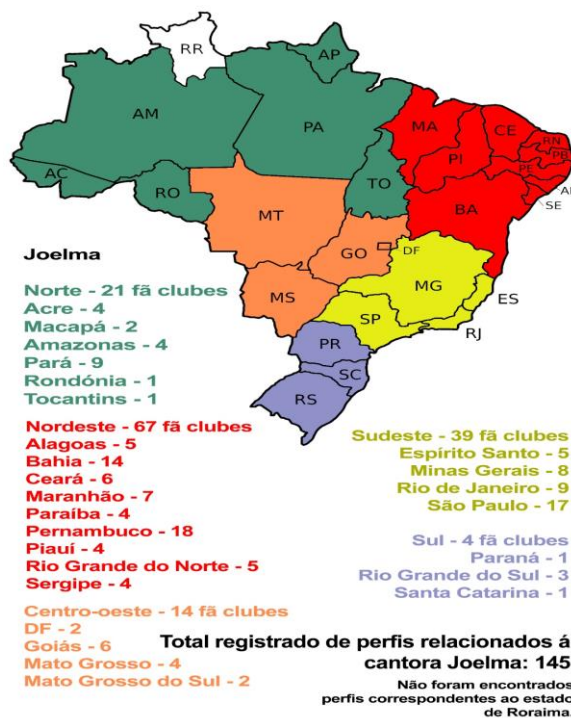 RR
AP
AM
PA
MA
CE
RN
PB
PE
PI
AC
RO
TO
SE
BA
MT
GO
DF
MG
ES
MS
SP
RJ
PR
SC
RS
Joelma
Norte - 21 fã clubes
Acre - 4
Macapá - 2
Amazonas - 4
Pará - 9
Rondónia - 1
Tocantins - 1
Nordeste - 67 fã clubes
Alagoas - 5
Bahia - 14
Ceará - 6
Maranhão - 7
Paraíba - 4
Pernambuco - 18
Piauí - 4
Rio Grande do Norte - 5
Sergipe - 4
Centro-oeste - 14 fã clubes
DF - 2
Goiás - 6
Mato Grosso - 4
Mato Grosso do Sul - 2
Sudeste - 39 fã clubes
Espírito Santo - 5
Minas Gerais - 8
Rio de Janeiro - 9
São Paulo - 17
Sul - 4 fã clubes
Paraná - 1
Rio Grande do Sul - 3
Santa Catarina - 1
Total registrado de perfis relacionados á
cantora Joelma: 145
Não foram encontrados
perfis correspondentes ao estado
de Roraima.